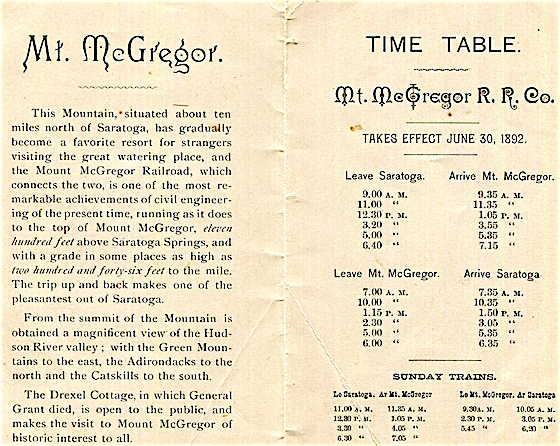 Mt. McGregor.
This Mountain, situated about ten
miles north of Saratoga, has gradually
become a favorite resort for strangers
visiting the great watering place, and
the Mount McGregor Railroad, which
connects the two, is one of the most re-
markable achievements of civil engineer-
ing of the present time, running as it does
to the top of Mount McGregor, eleven
hundred feet above Saratoga Springs, and
with a grade in some places as high as
two hundred and forty-six feet to the mile.
The trip up and back makes one of the
pleasantest out of Saratoga.
From the summit of the Mountain is
obtained a magnificent view of the Hud-
son River valley; with the Green Moun-
tains to the east, the Adirondacks to the
north and the Catskills to the south.
The Drexel Cottage, in which General
Grant died, is open to the public, and
makes the visit to Mount McGregor of
historic interest to all.
TIME TABLE.
Mt. McGregor R. R. Co.
TAKES EFFECT JUNE 30, 1892.
Leave Saratoga. Arrive Mt. McGregor.
9.00 A. M. 9.35 A. M.
11.00 " 11.35 "
12.30 P. M. 1.05 P. M.
3.20 " 3.55 "
5.00 " 5.35 "
6.40 " 7.15 "
Leave Mt. McGregor. Arrive Saratoga
7.00 A. M. 7.35 A. M.
10.00 " 10.35 "
1.15 P. M. 1.50 P. M.
2.30 " 3.05 "
5.00 " 5.35 "
6.00 " 6.35 "
SUNDAY TRAINS.
Le Saratoga. Ar Mt. McGregor Le Mt. McGregor. Ar Saratoga
11.00 A. M. 11.35 A. M. 9.30 A. M. 10.05 A. M.
12.30 P. M. 1.05 P. M. 2.30 P. M. 3.05 P. M.
3.30 " 4.05 " 5.45 " 6.20 "
6.30 " 7.05 "